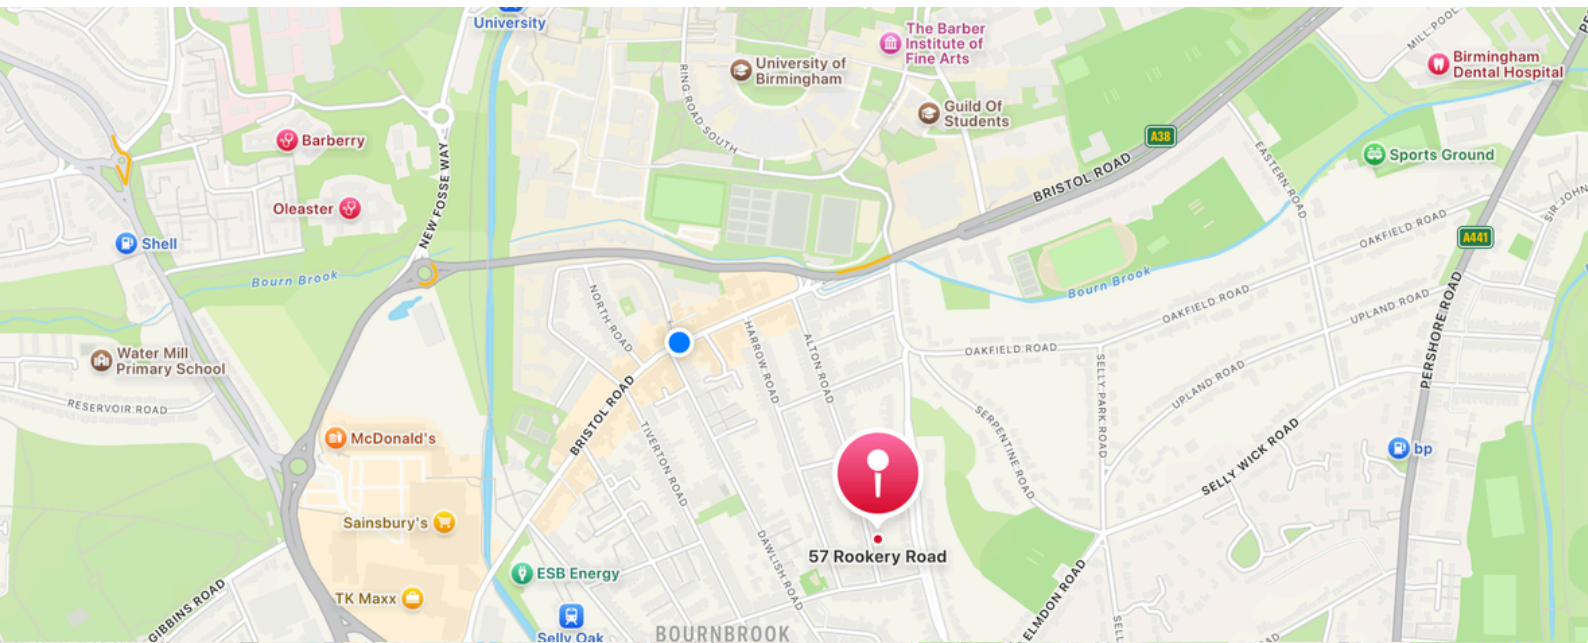 University
The Barber
Institute of
Fine Arts
University of
Birmingham
RING ROAD SOUTH
Guild Of
Students
MILL POOL
Birmingham
Dental Hospital
A38
BRISTOL ROAD
Barberry
Oleaster
NEW FOSSE WAY
Shell
Bourn Brook
EASTERN ROAD
Sports Ground
OAKFIELD ROAD
SIR JOHN
A441
Bourn Brook
OAKFIELD ROAD
UPLAND ROAD
PERSHORE ROAD
NORTH ROAD
HARROW ROAD
ALTON ROAD
OAKFIELD ROAD
SELLY PARK ROAD
UPLAND ROAD
Water Mill
Primary School
RESERVOIR ROAD
BRISTOL ROAD
McDonald's
TIVERTON ROAD
SERPENTINE ROAD
SELLY WICK ROAD
bp
Sainsbury's
57 Rookery Road
DAWLISH ROAD
ESB Energy
TK Maxx
GIBBINS ROAD
Selly Oak
BOURNBROOK
ELMDON ROAD
SELL